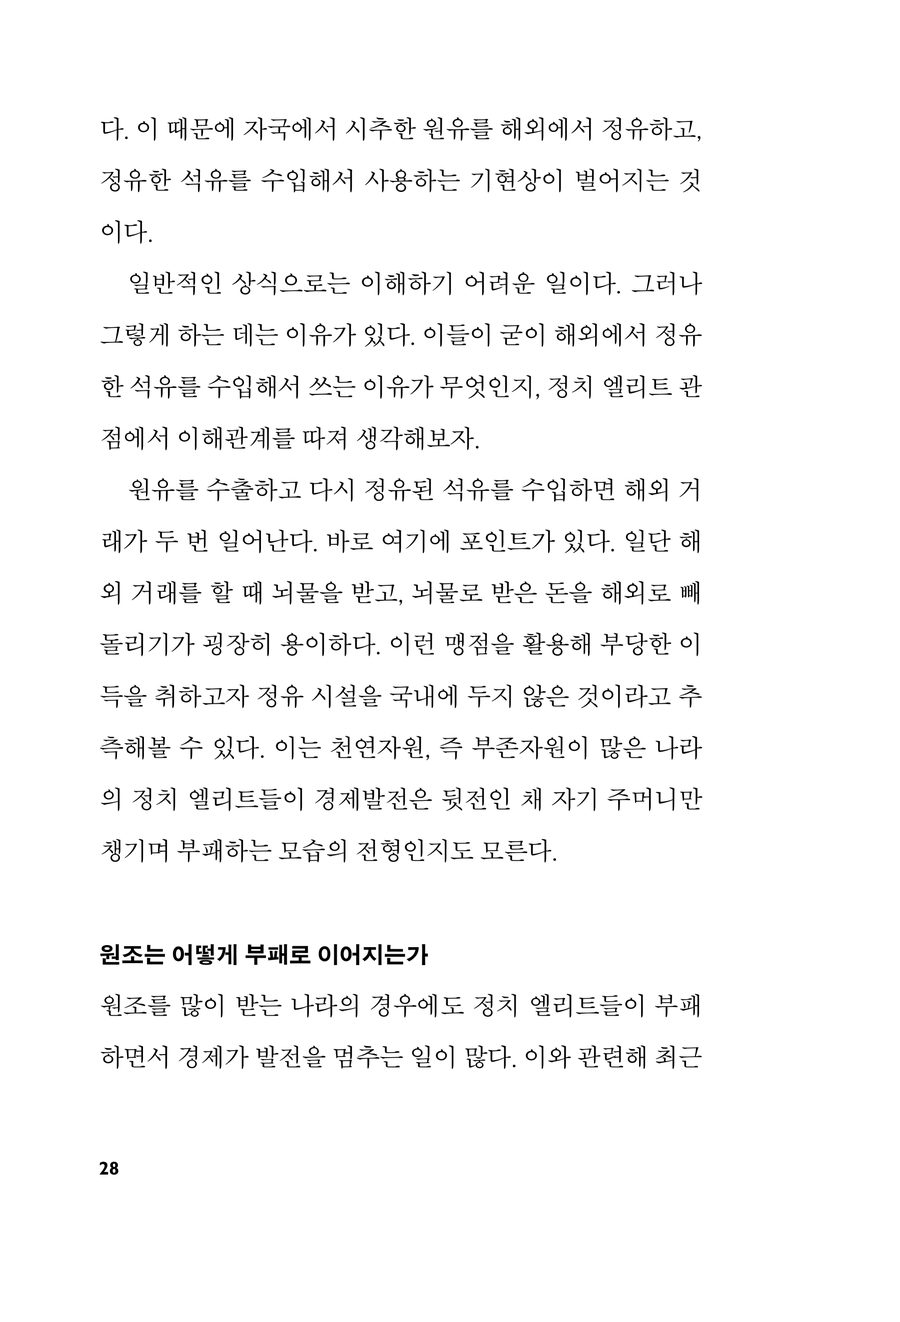 다. 이 때문에 자국에서 시추한 원유를 해외에서 정유하고,
정유한 석유를 수입해서 사용하는 기현상이 벌어지는 것
이다.
일반적인 상식으로는 이해하기 어려운 일이다. 그러나
그렇게 하는 데는 이유가 있다. 이들이 굳이 해외에서 정유
한 석유를 수입해서 쓰는 이유가 무엇인지, 정치 엘리트 관
점에서 이해관계를 따져 생각해보자.
원유를 수출하고 다시 정유된 석유를 수입하면 해외 거
래가 두 번 일어난다. 바로 여기에 포인트가 있다. 일단 해
외 거래를 할 때 뇌물을 받고, 뇌물로 받은 돈을 해외로 빼
돌리기가 굉장히 용이하다. 이런 맹점을 활용해 부당한 이
득을 취하고자 정유 시설을 국내에 두지 않은 것이라고 추
측해볼 수 있다. 이는 천연자원, 즉 부존자원이 많은 나라
의 정치 엘리트들이 경제발전은 뒷전인 채 자기 주머니만
챙기며 부패하는 모습의 전형인지도 모른다.
원조는 어떻게 부패로 이어지는가
원조를 많이 받는 나라의 경우에도 정치 엘리트들이 부패
하면서 경제가 발전을 멈추는 일이 많다. 이와 관련해 최근
28